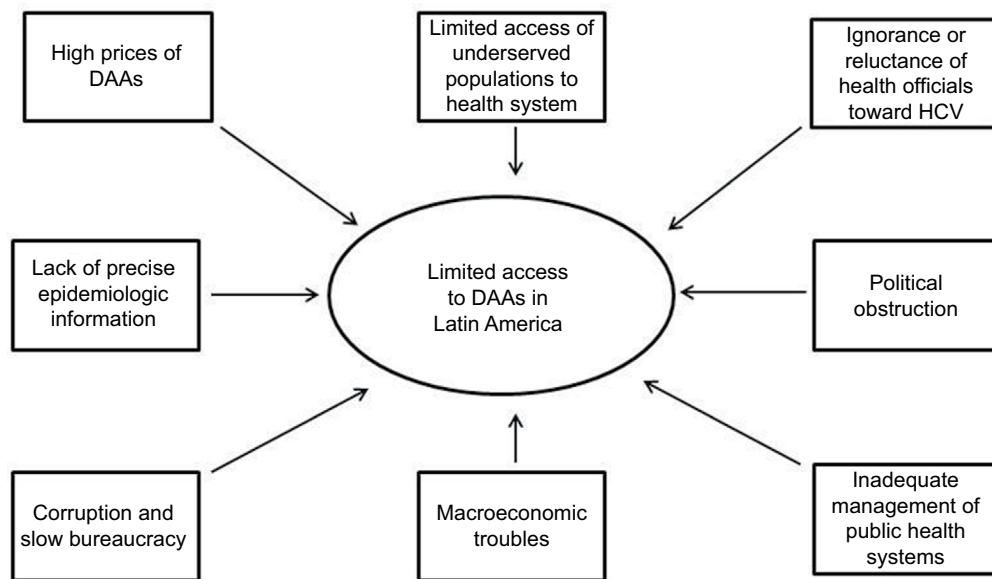 High prices of
DAAs
Limited access of
underserved
populations to
health system
Ignorance or
reluctance of
health officials
toward HCV
Lack of precise
epidemiologic
information
Limited access
to DAAs in
Latin America
Political
obstruction
Corruption and
slow bureaucracy
Macroeconomic
troubles
Inadequate
management of
public health
systems